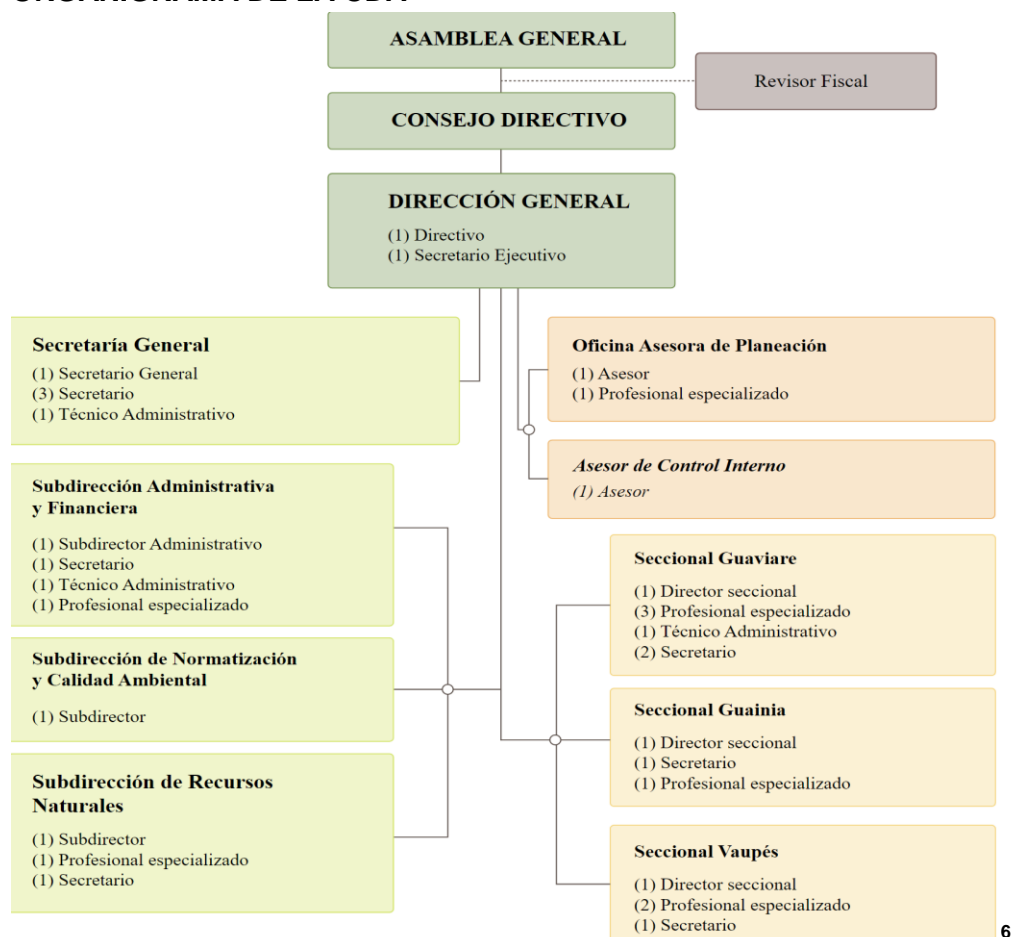 ASAMBLEA GENERAL
Revisor Fiscal
CONSEJO DIRECTIVO
DIRECCIÓN GENERAL
(1) Directivo
(1) Secretario Ejecutivo
Secretaría General
(1) Secretario General
(3) Secretario
(1) Técnico Administrativo
Oficina Asesora de Planeación
(1) Asesor
(1) Profesional especializado
Asesor de Control Interno
(1) Asesor
Subdirección Administrativa
y Financiera
(1) Subdirector Administrativo
(1) Secretario
(1) Técnico Administrativo
(1) Profesional especializado
Subdirección de Normatización
y Calidad Ambiental
(1) Subdirector
Subdirección de Recursos
Naturales
(1) Subdirector
(1) Profesional especializado
(1) Secretario
Seccional Guaviare
(1) Director seccional
(3) Profesional especializado
(1) Técnico Administrativo
(2) Secretario
Seccional Guainia
(1) Director seccional
(1) Secretario
(1) Profesional especializado
Seccional Vaupés
(1) Director seccional
(2) Profesional especializado
(1) Secretario
6